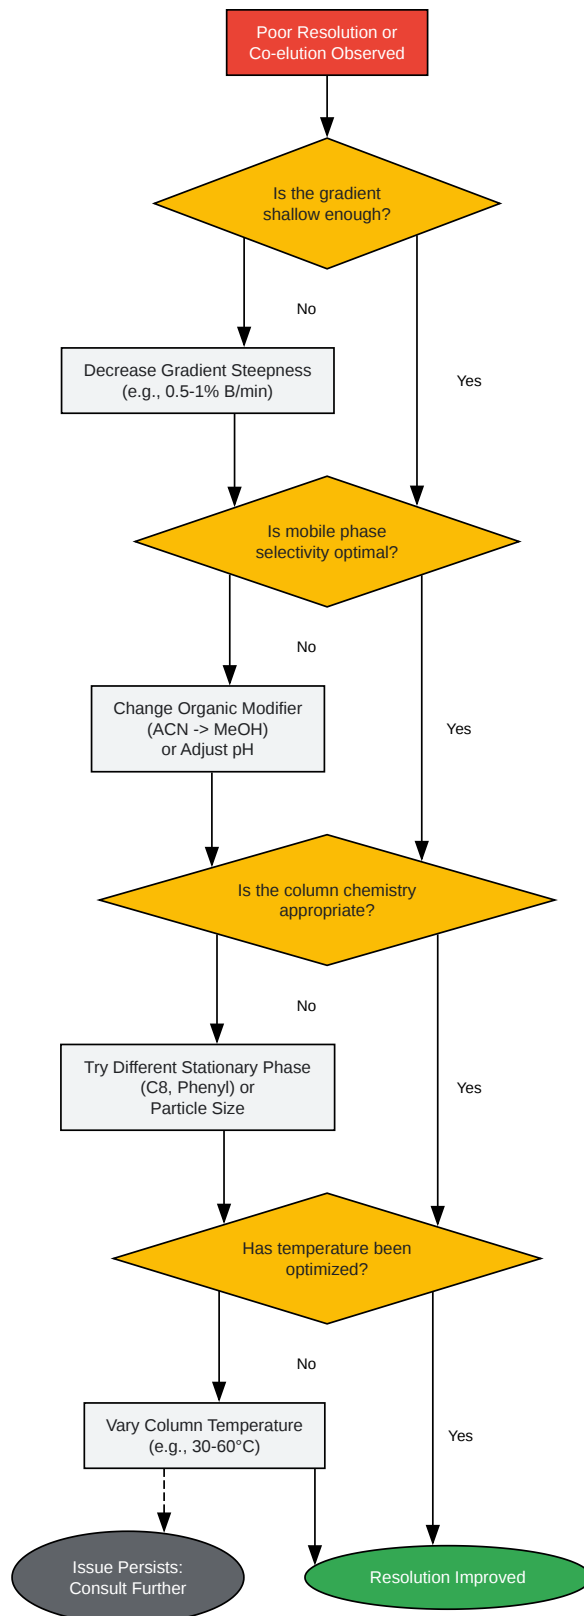 Poor Resolution or
Co-elution Observed
Is the gradient
shallow enough?
No
Decrease Gradient Steepness
(e.g., 0.5-1% B/min)
Yes
Is mobile phase
selectivity optimal?
No
Change Organic Modifier
(ACN -> MeOH)
or Adjust pH
Yes
Is the column chemistry
appropriate?
No
Try Different Stationary Phase
(C8, Phenyl) or
Particle Size
Yes
Has temperature been
optimized?
No
Vary Column Temperature
(e.g., 30-60°C)
Yes
Issue Persists:
Consult Further
Resolution Improved